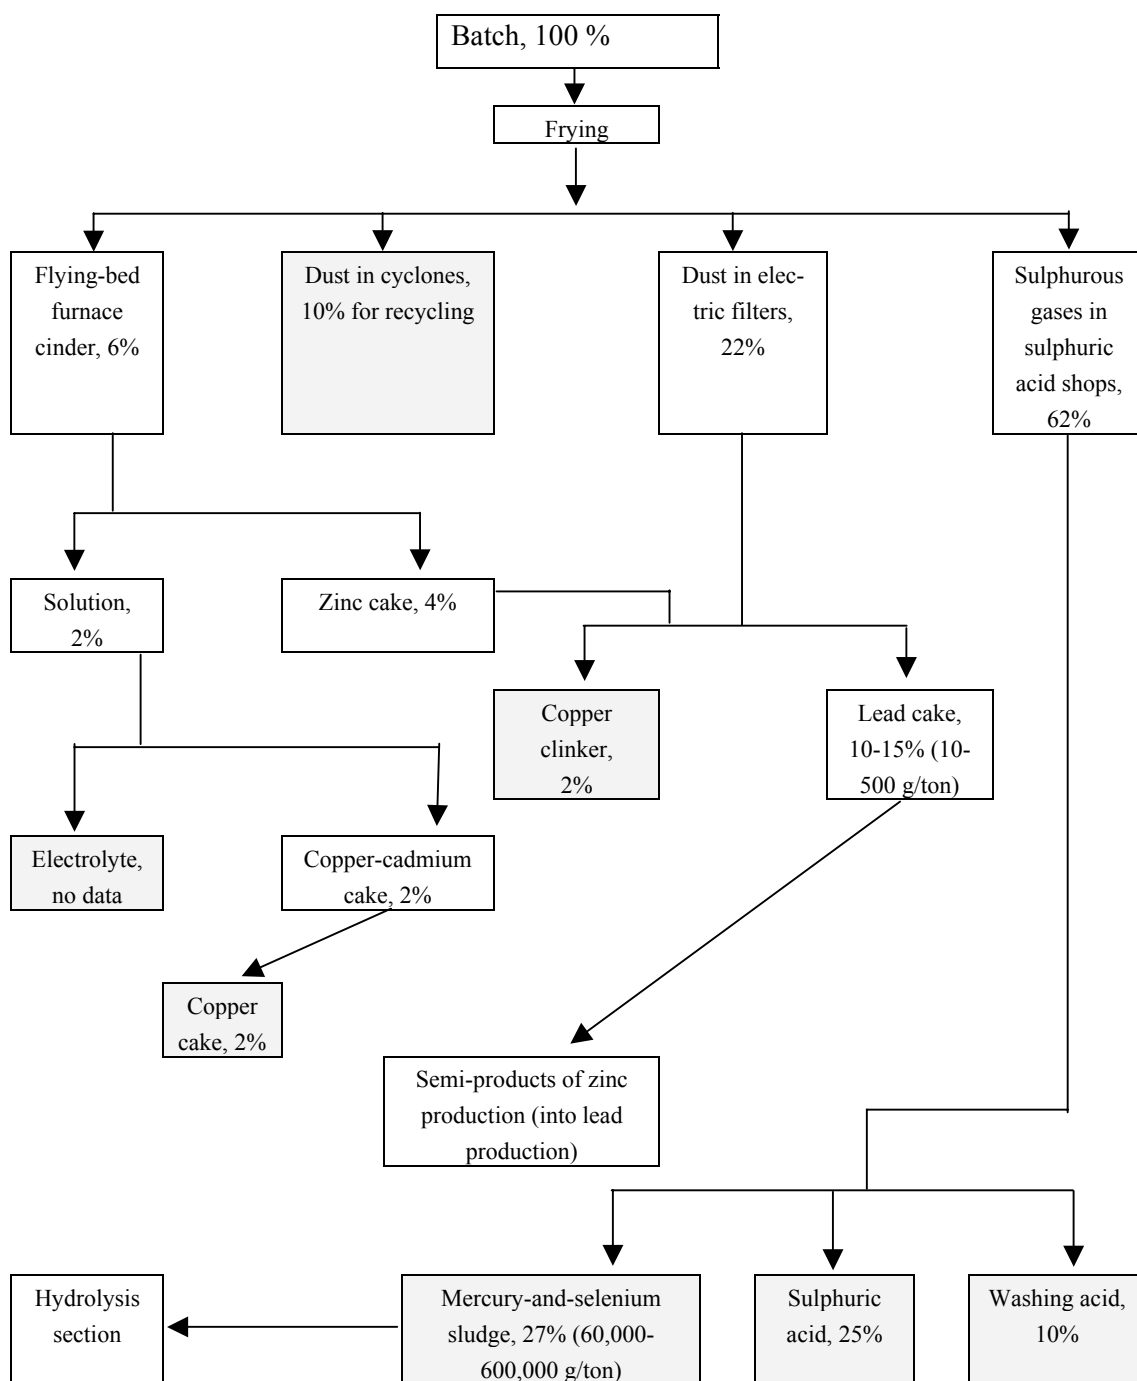 Batch, 100 %
Frying
Flying-bed
furnace
cinder, 6%
Dust in cyclones,
10% for recycling
Dust in elec-
tric filters,
22%
Sulphurous
gases in
sulphuric
acid shops,
62%
Solution,
2%
Zinc cake, 4%
Copper
clinker,
2%
Lead cake,
10-15% (10-
500 g/ton)
Electrolyte,
no data
Copper-cadmium
cake, 2%
Copper
cake, 2%
Semi-products of zinc
production (into lead
production)
Hydrolysis
section
Mercury-and-selenium
sludge, 27% (60,000-
600,000 g/ton)
Sulphuric
acid, 25%
Washing acid,
10%